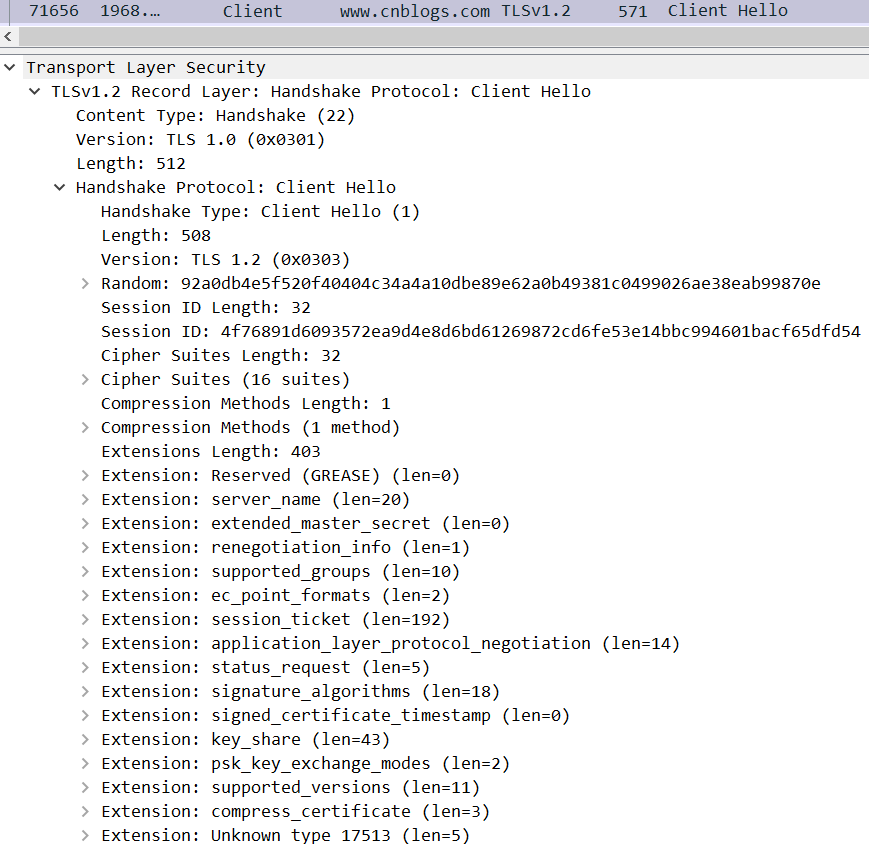 71656 1968.… Client www.cnblogs.com TLSv1.2 571 Client Hello
Transport Layer Security
TLSv1.2 Record Layer: Handshake Protocol: Client Hello
Content Type: Handshake (22)
Version: TLS 1.0 (0x0301)
Length: 512
Handshake Protocol: Client Hello
Handshake Type: Client Hello (1)
Length: 508
Version: TLS 1.2 (0x0303)
Random: 92a0db4e5f520f40404c34a4a10dbe89e62a0b49381c0499026ae38eab99870e
Session ID Length: 32
Session ID: 4f76891d6093572ea9d4e8d6bd61269872cd6fe53e14bbc994601bacf65dfd54
Cipher Suites Length: 32
Cipher Suites (16 suites)
Compression Methods Length: 1
Compression Methods (1 method)
Extensions Length: 403
Extension: Reserved (GREASE) (len=0)
Extension: server_name (len=20)
Extension: extended_master_secret (len=0)
Extension: renegotiation_info (len=1)
Extension: supported_groups (len=10)
Extension: ec_point_formats (len=2)
Extension: session_ticket (len=192)
Extension: application_layer_protocol_negotiation (len=14)
Extension: status_request (len=5)
Extension: signature_algorithms (len=18)
Extension: signed_certificate_timestamp (len=0)
Extension: key_share (len=43)
Extension: psk_key_exchange_modes (len=2)
Extension: supported_versions (len=11)
Extension: compress_certificate (len=3)
Extension: Unknown type 17513 (len=5)